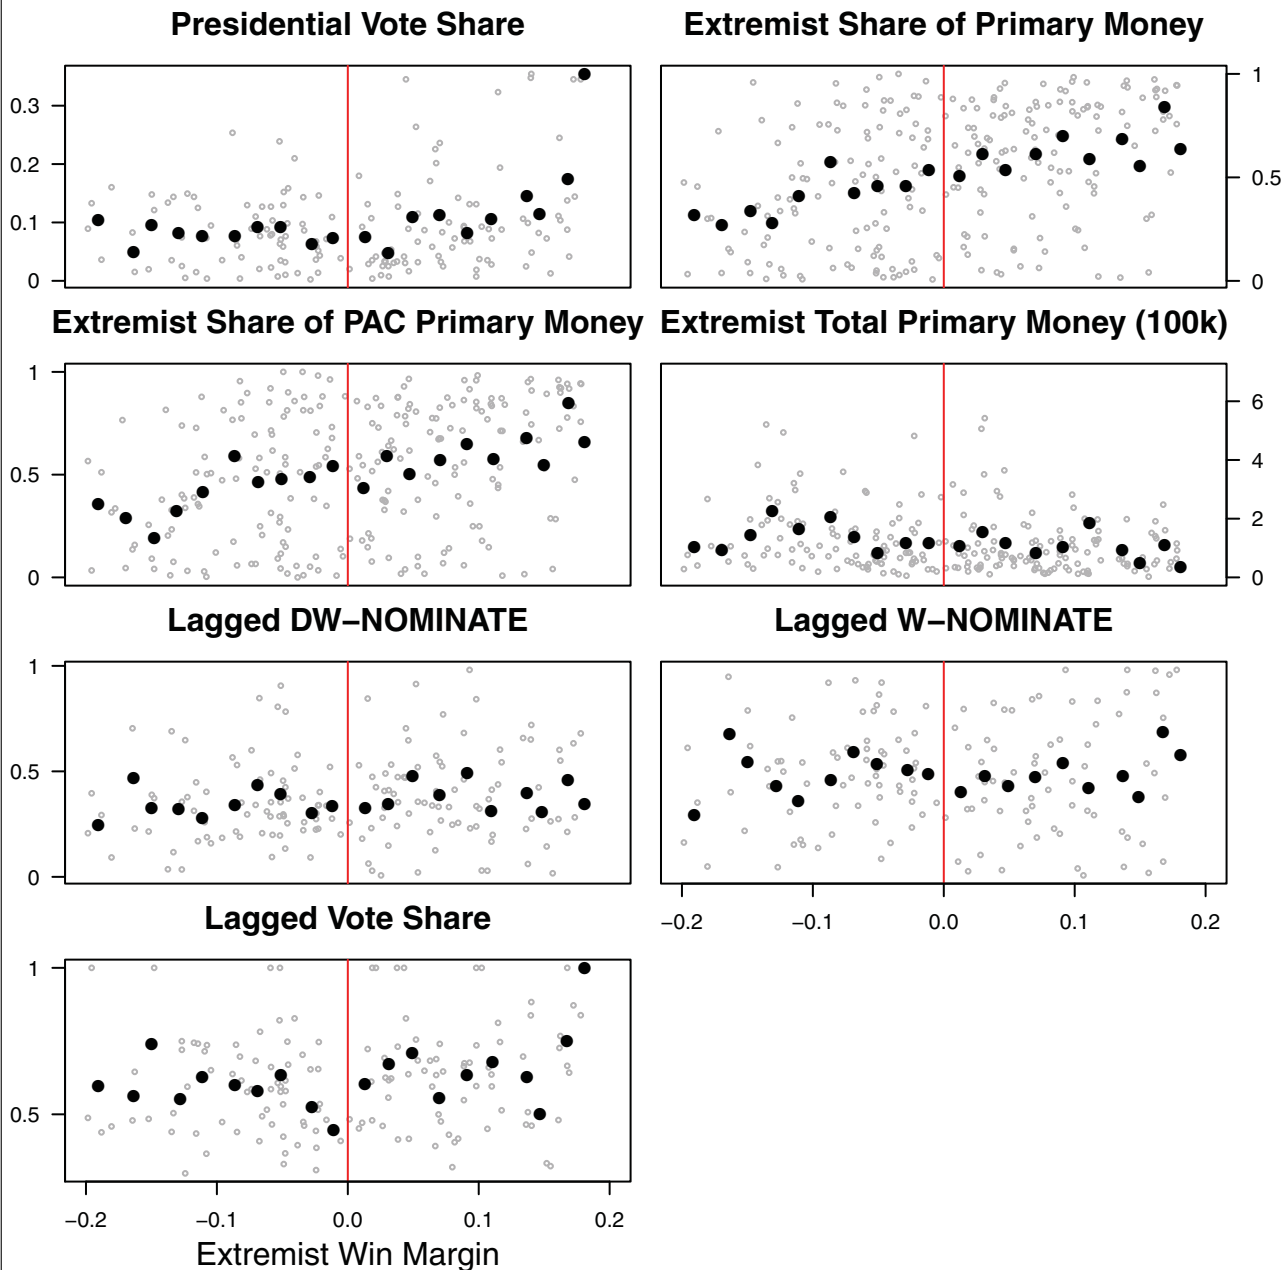 Presidential Vote Share
Extremist Share of Primary Money
0.3
0.2
0.1
0
1
0.5
0
Extremist Share of PAC Primary Money
Extremist Total Primary Money (100k)
1
0.5
0
6
4
2
0
Lagged DW−NOMINATE
Lagged W−NOMINATE
1
0.5
0
−0.2 −0.1 0.0 0.1 0.2
Lagged Vote Share
1
0.5
−0.2 −0.1 0.0 0.1 0.2
Extremist Win Margin